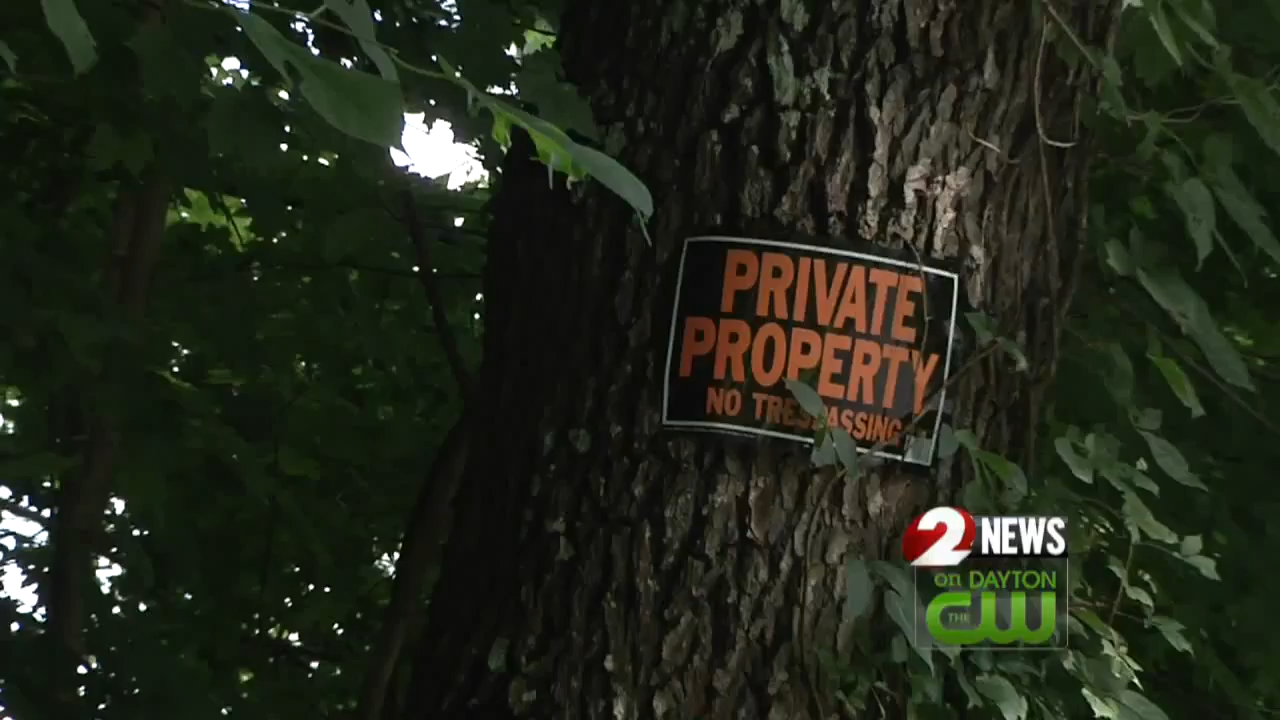 PRIVATE
PROPERTY
NO TRESPASSING
2 NEWS
on DAYTON
THE CW